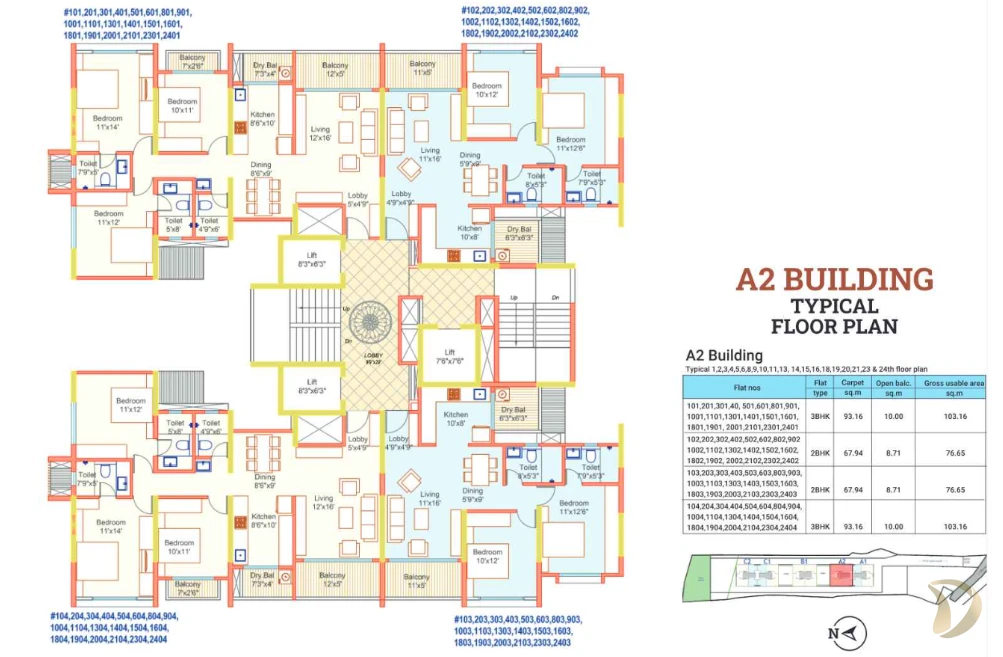 #101,201,301,401,501,601,801,901,
1001,1101,1301,1401,1501,1601,
1801,1901,2001,2101,2301,2401
#102,202,302,402,502,602,802,902,
1002,1102,1302,1402,1502,1602,
1802,1902,2002,2102,2302,2402
Balcony
7'x2'6"
Dry Bal
7'3"x4'
Balcony
12'x5'
Balcony
11'x5'
Bedroom
11'x14'
Bedroom
10'x11'
Kitchen
8'6"x10'
Living
12'x16'
Living
11'x16'
Bedroom
10'x12'
Bedroom
11'x12'6"
Toilet
7'9"x5'
Dining
8'6"x9'
Dining
5'9"x9'
Toilet
8'x5'3"
Toilet
7'9"x5'3"
Bedroom
11'x12'
Toilet
5'x8'
Toilet
4'9"x6'
Lobby
5'x4'9"
Lobby
4'9"x4'9"
Kitchen
10'x8'
Dry Bal
6'3"x6'3"
Lift
8'3"x6'3"
Up
Dn
LOBBY
Up
Dn
Lift
7'6"x7'6"
Lift
8'3"x6'3"
Bedroom
11'x12'
Toilet
5'x8'
Toilet
4'9"x6'
Lobby
5'x4'9"
Lobby
4'9"x4'9"
Kitchen
10'x8'
Dry Bal
6'3"x6'3"
Toilet
7'9"x5'
Dining
8'6"x9'
Dining
5'9"x9'
Toilet
8'x5'3"
Toilet
7'9"x5'3"
Bedroom
11'x14'
Bedroom
10'x11'
Kitchen
8'6"x10'
Living
12'x16'
Living
11'x16'
Bedroom
10'x12'
Bedroom
11'x12'6"
Balcony
7'x2'6"
Dry Bal
7'3"x4'
Balcony
12'x5'
Balcony
11'x5'
#104,204,304,404,504,604,804,904,
1004,1104,1304,1404,1504,1604,
1804,1904,2004,2104,2304,2404
#103,203,303,403,503,603,803,903,
1003,1103,1303,1403,1503,1603,
1803,1903,2003,2103,2303,2403
A2 BUILDING
TYPICAL
FLOOR PLAN
A2 Building
Typical 1,2,3,4,5,6,8,9,10,11,13, 14,15,16,18,19,20,21,23 & 24th floor plan
Flat nos Flat type Carpet sq.m Open balc. sq.m Gross usable area sq.m
101,201,301,40, 501,601,801,901,
1001,1101,1301,1401,1501,1601, 3BHK 93.16 10.00 103.16
1801,1901, 2001,2101,2301,2401
102,202,302,402,502,602,802,902
1002,1102,1302,1402,1502,1602, 2BHK 67.94 8.71 76.65
1802,1902, 2002,2102,2302,2402
103,203,303,403,503,603,803,903,
1003,1103,1303,1403,1503,1603, 2BHK 67.94 8.71 76.65
1803,1903,2003,2103,2303,2403
104,204,304,404,504,604,804,904,
1004,1104,1304,1404,1504,1604, 3BHK 93.16 10.00 103.16
1804,1904,2004,2104,2304,2404
C2 C1 B1 A2 A1
N